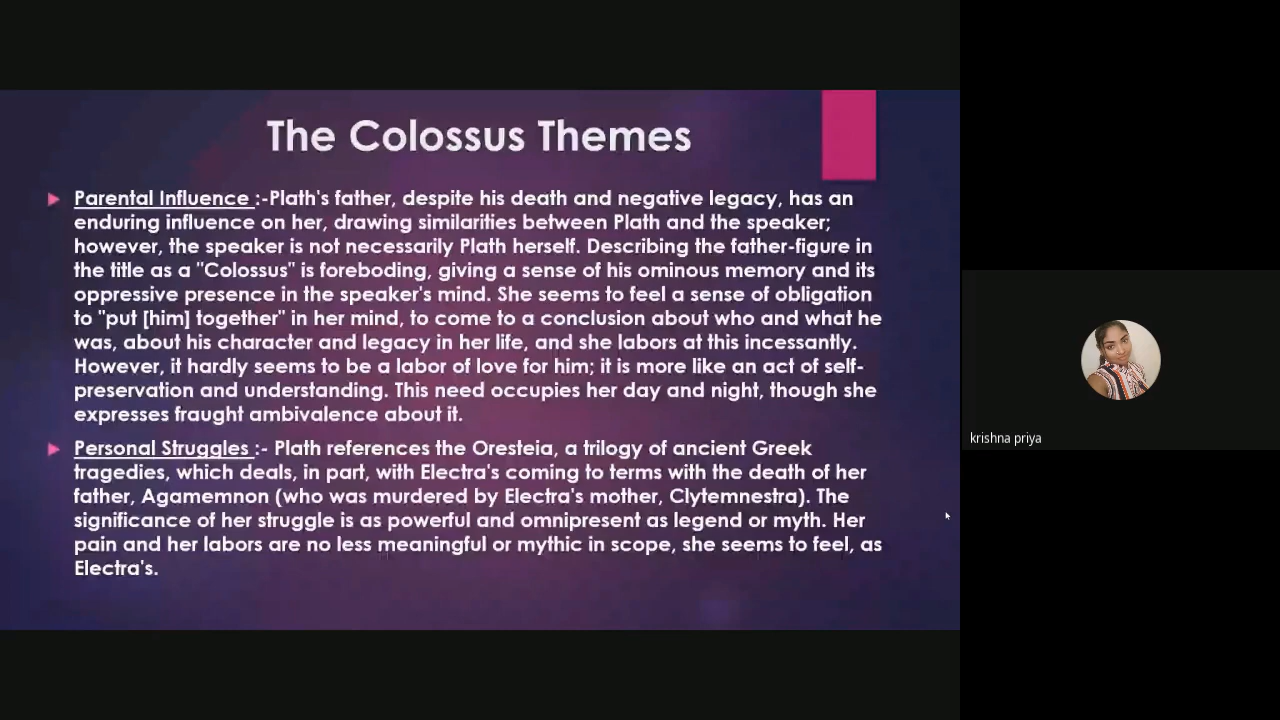 The Colossus Themes
Parental Influence :-Plath's father, despite his death and negative legacy, has an
enduring influence on her, drawing similarities between Plath and the speaker;
however, the speaker is not necessarily Plath herself. Describing the father-figure in
the title as a "Colossus" is foreboding, giving a sense of his ominous memory and its
oppressive presence in the speaker's mind. She seems to feel a sense of obligation
to "put [him] together" in her mind, to come to a conclusion about who and what he
was, about his character and legacy in her life, and she labors at this incessantly.
However, it hardly seems to be a labor of love for him; it is more like an act of self-
preservation and understanding. This need occupies her day and night, though she
expresses fraught ambivalence about it.
Personal Struggles :- Plath references the Oresteia, a trilogy of ancient Greek
tragedies, which deals, in part, with Electra's coming to terms with the death of her
father, Agamemnon (who was murdered by Electra's mother, Clytemnestra). The
significance of her struggle is as powerful and omnipresent as legend or myth. Her
pain and her labors are no less meaningful or mythic in scope, she seems to feel, as
Electra's.
krishna priya